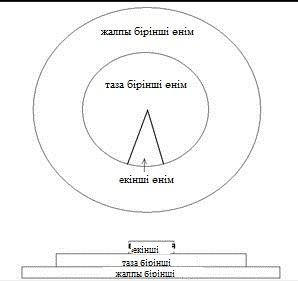 жалпы бірінші өнім
таза бірінші өнім
екінші өнім
екінші
таза бірінші
жалпы бірінші